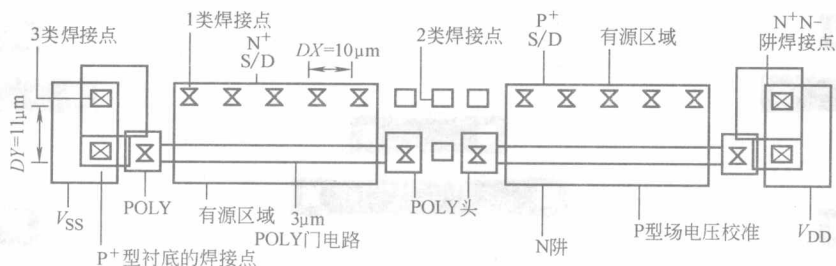 3类焊接点
1类焊接点
N⁺
S/D
DX=10μm
2类焊接点
P⁺
S/D
有源区域
N⁺N⁻
阱焊接点
DY=11μm
V_SS
POLY
有源区域
3μm
POLY门电路
POLY头
N阱
P型场电压校准
V_DD
P⁺型衬底的焊接点